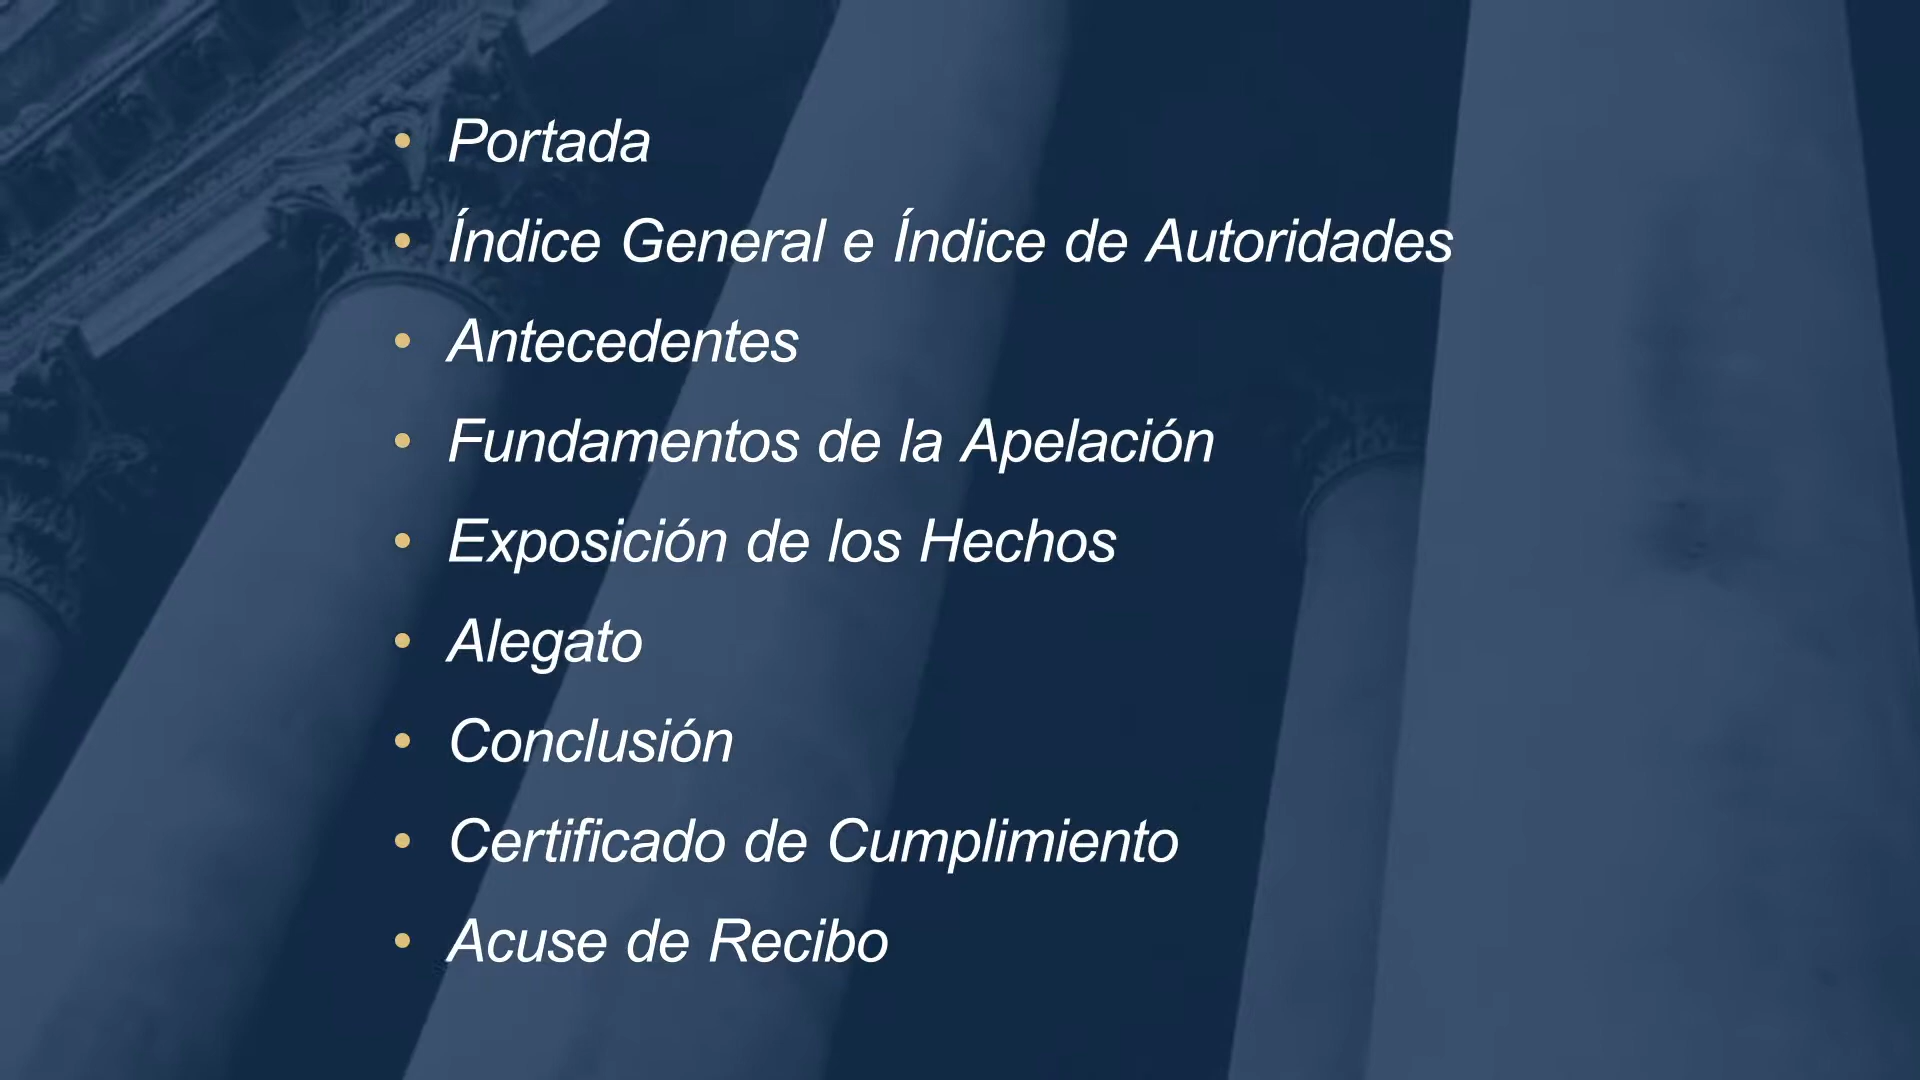 • Portada
• Índice General e Índice de Autoridades
• Antecedentes
• Fundamentos de la Apelación
• Exposición de los Hechos
• Alegato
• Conclusión
• Certificado de Cumplimiento
• Acuse de Recibo